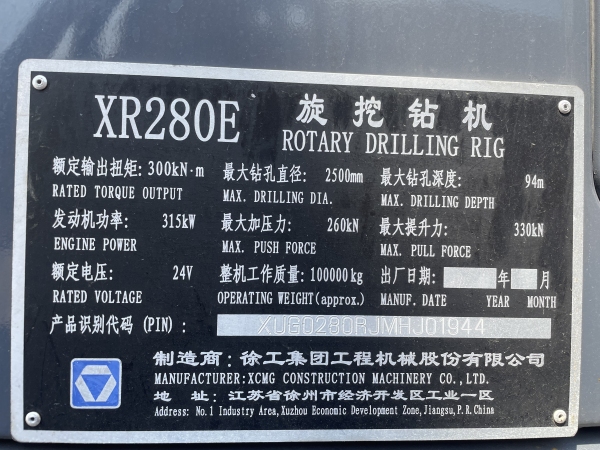 XR280E 旋挖钻机
ROTARY DRILLING RIG
额定输出扭矩: 300kN·m 最大钻孔直径: 2500mm 最大钻孔深度: 94m
RATED TORQUE OUTPUT MAX. DRILLING DIA. MAX. DRILLING DEPTH
发动机功率: 315kW 最大加压力: 260kN 最大提升力: 330kN
ENGINE POWER MAX. PUSH FORCE MAX. PULL FORCE
额定电压: 24V 整机工作质量: 100000kg 出厂日期: 年 月
RATED VOLTAGE OPERATING WEIGHT(approx.) MANUF. DATE YEAR MONTH
产品识别代码 (PIN) : XUG0280RJMHJ01944
制造商: 徐工集团工程机械股份有限公司
MANUFACTURER:XCMG CONSTRUCTION MACHINERY CO., LTD.
地 址: 江苏省徐州市经济开发区工业一区
Address: No.1 Industry Area, Xuzhou Economic Development Zone, Jiangsu, P.R.China